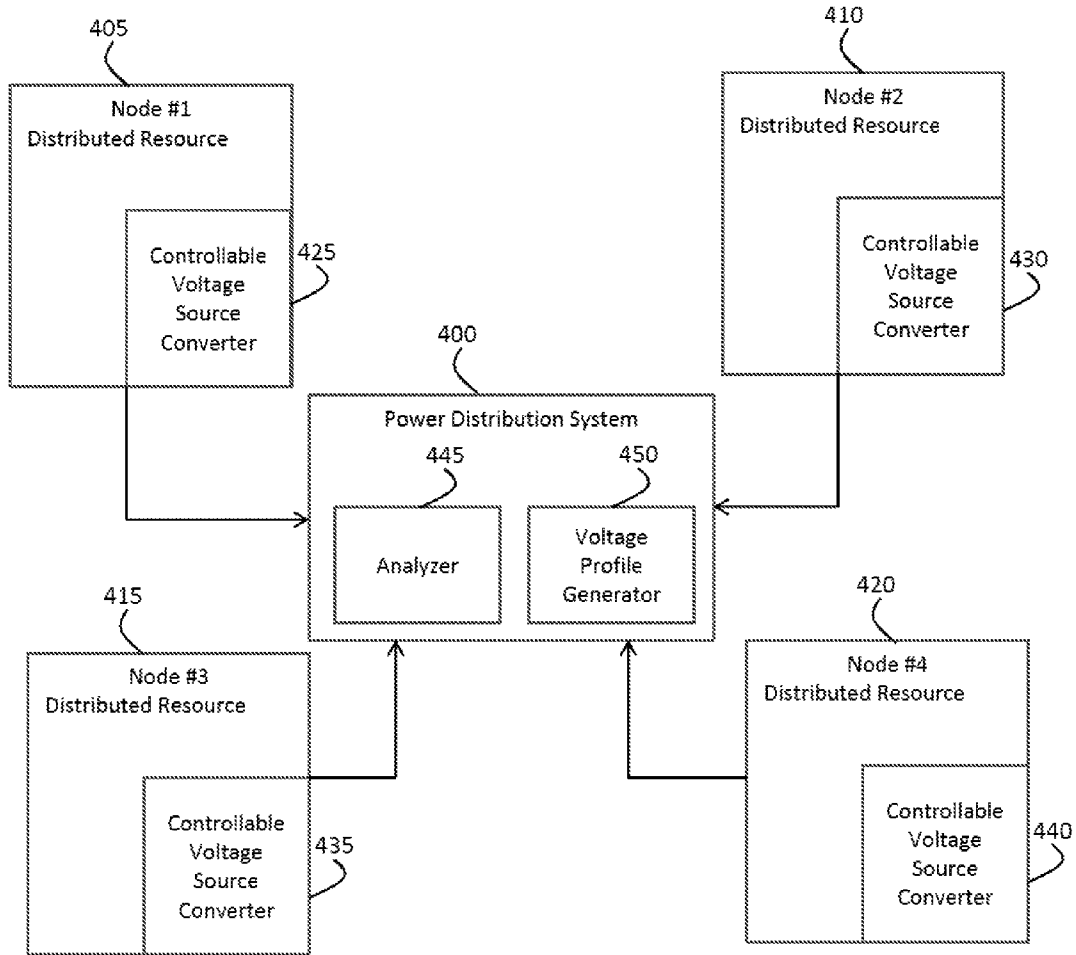 405
Node #1
Distributed Resource
Controllable
Voltage
Source
Converter
425
410
Node #2
Distributed Resource
Controllable
Voltage
Source
Converter
430
400
Power Distribution System
445
Analyzer
450
Voltage
Profile
Generator
415
Node #3
Distributed Resource
Controllable
Voltage
Source
Converter
435
420
Node #4
Distributed Resource
Controllable
Voltage
Source
Converter
440